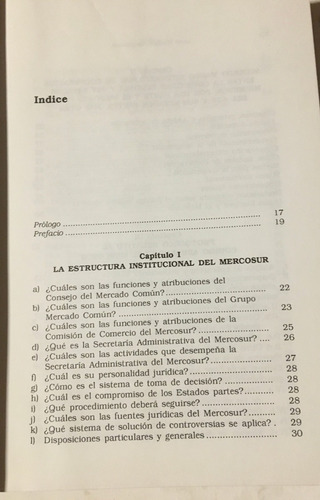 Indice
Prólogo ........ 17
Prefacio ........ 19
Capítulo I
LA ESTRUCTURA INSTITUCIONAL DEL MERCOSUR
a) ¿Cuáles son las funciones y atribuciones del
Consejo del Mercado Común? ........ 22
b) ¿Cuáles son las funciones y atribuciones del Grupo
Mercado Común? ........ 23
c) ¿Cuáles son las funciones y atribuciones de la
Comisión de Comercio del Mercosur? ........ 25
d) ¿Qué es la Secretaría Administrativa del Mercosur? .... 26
e) ¿Cuáles son las actividades que desempeña la
Secretaría Administrativa del Mercosur? ........ 27
f) ¿Cuál es su personalidad jurídica? ........ 28
g) ¿Cómo es el sistema de toma de decisión? ........ 28
h) ¿Cuál es el compromiso de los Estados partes? ........ 28
i) ¿Qué procedimiento deberá seguirse? ........ 28
j) ¿Cuáles son las fuentes jurídicas del Mercosur? ........ 29
k) ¿Qué sistema de solución de controversias se aplica? . 29
l) Disposiciones particulares y generales ........ 30